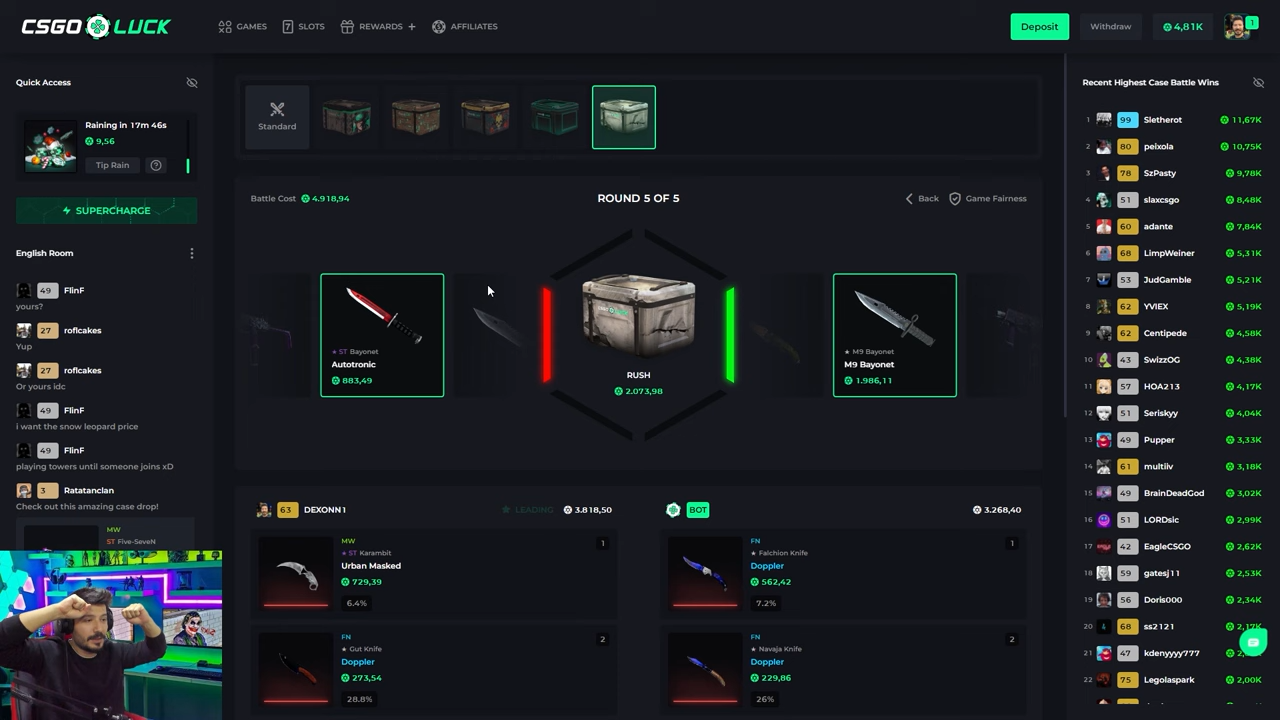 CSGO LUCK
GAMES
SLOTS
REWARDS +
AFFILIATES
Deposit
Withdraw
4,81K
1
Quick Access
Raining in 17m 46s
9,56
Tip Rain
SUPERCHARGE
English Room
49 FlinF
yours?
27 roflcakes
Yup
27 roflcakes
Or yours idc
49 FlinF
i want the snow leopard price
49 FlinF
playing towers until someone joins xD
3 Ratatanclan
Check out this amazing case drop!
MW
ST Five-SeveN
Standard
Battle Cost 4.918,94
ROUND 5 OF 5
Back
Game Fairness
★ ST Bayonet
Autotronic
883,49
RUSH
2.073,98
★ M9 Bayonet
M9 Bayonet
1.986,11
63 DEXONN1
★ LEADING
3.818,50
MW
★ ST Karambit
Urban Masked
729,39
6.4%
1
FN
★ Gut Knife
Doppler
273,54
28.8%
2
BOT
3.268,40
FN
★ Falchion Knife
Doppler
562,42
7.2%
1
FN
★ Navaja Knife
Doppler
229,86
26%
2
Recent Highest Case Battle Wins
1 99 Sletherot 11,67K
2 80 peixola 10,75K
3 78 SzPasty 9,78K
4 51 slaxcsgo 8,48K
5 60 adante 7,84K
6 68 LimpWeiner 5,31K
7 53 JudGamble 5,21K
8 62 YVIEX 5,19K
9 62 Centipede 4,58K
10 43 SwizzOG 4,38K
11 57 HOA213 4,17K
12 51 Seriskyy 4,04K
13 49 Pupper 3,33K
14 61 multiiv 3,18K
15 49 BrainDeadGod 3,02K
16 51 LORDsic 2,99K
17 42 EagleCSGO 2,62K
18 59 gatesj11 2,53K
19 56 Doris000 2,34K
20 68 ss2121 2,17K
21 47 kdenyyyy777
22 75 Legolaspark 2,00K